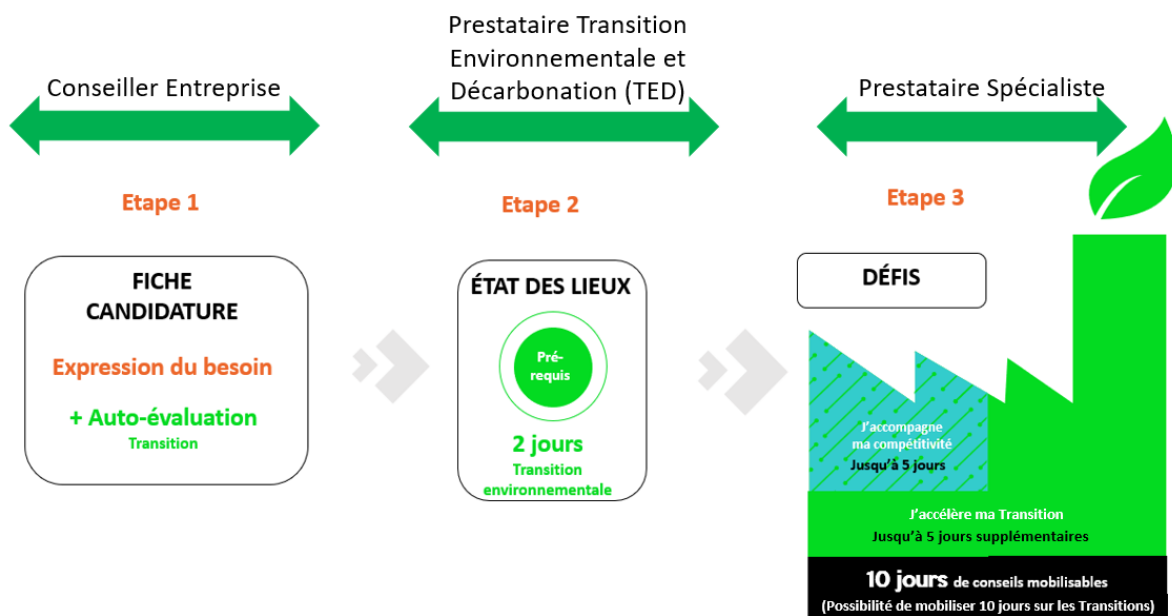 Conseiller Entreprise
Prestataire Transition
Environnementale et
Décarbonation (TED)
Prestataire Spécialiste
Etape 1
Etape 2
Etape 3
FICHE
CANDIDATURE
Expression du besoin
+ Auto-évaluation
Transition
ÉTAT DES LIEUX
Pré-
requis
2 jours
Transition
environnementale
DÉFIS
J'accompagne
ma compétitivité
Jusqu'à 5 jours
J'accélère ma Transition
Jusqu'à 5 jours supplémentaires
10 jours de conseils mobilisables
(Possibilité de mobiliser 10 jours sur les Transitions)